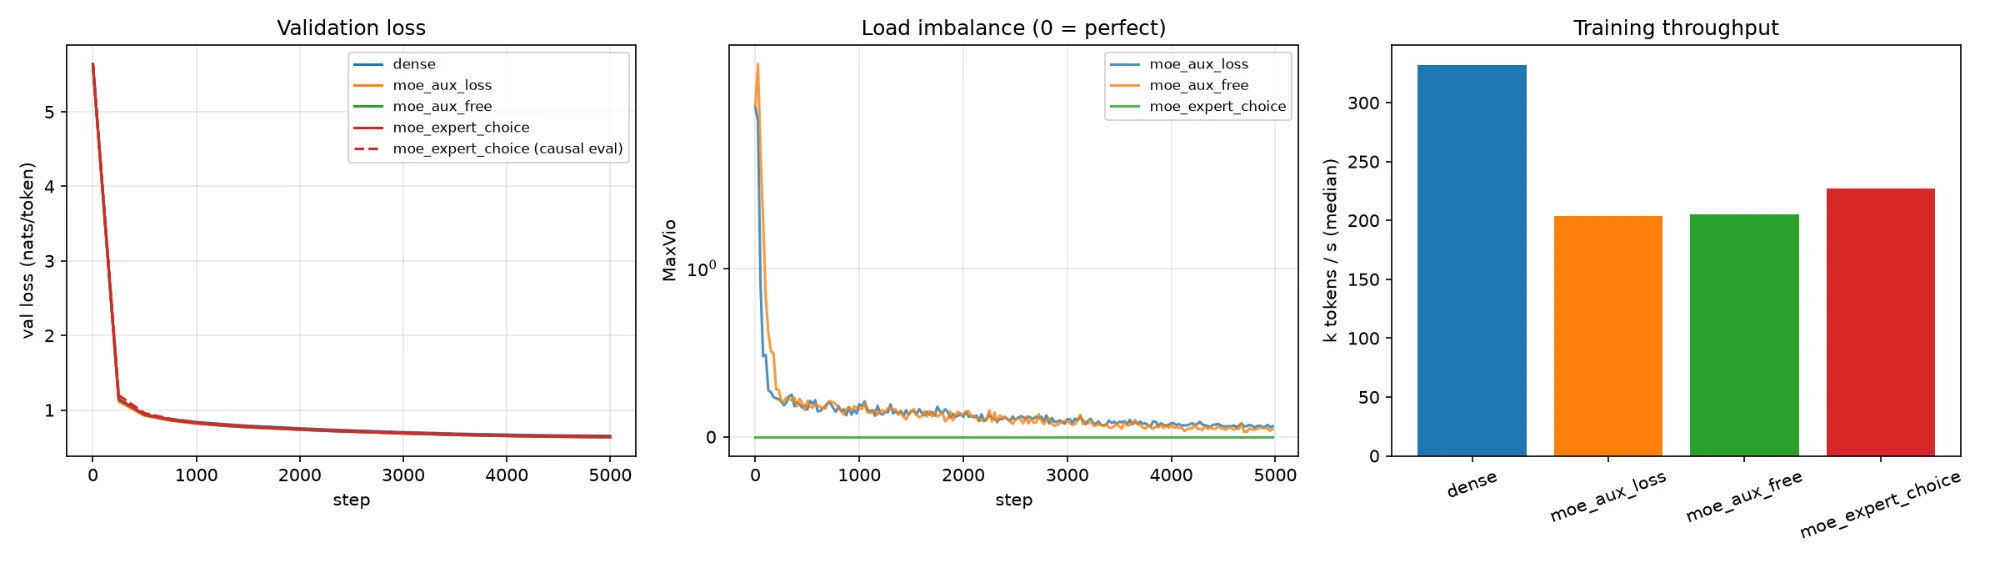 Validation loss
val loss (nats/token)
5
4
3
2
1
dense
moe_aux_loss
moe_aux_free
moe_expert_choice
moe_expert_choice (causal eval)
0 1000 2000 3000 4000 5000
step
Load imbalance (0 = perfect)
MaxVio
10⁰
0
moe_aux_loss
moe_aux_free
moe_expert_choice
0 1000 2000 3000 4000 5000
step
Training throughput
k tokens / s (median)
300
250
200
150
100
50
0
dense
moe_aux_loss
moe_aux_free
moe_expert_choice